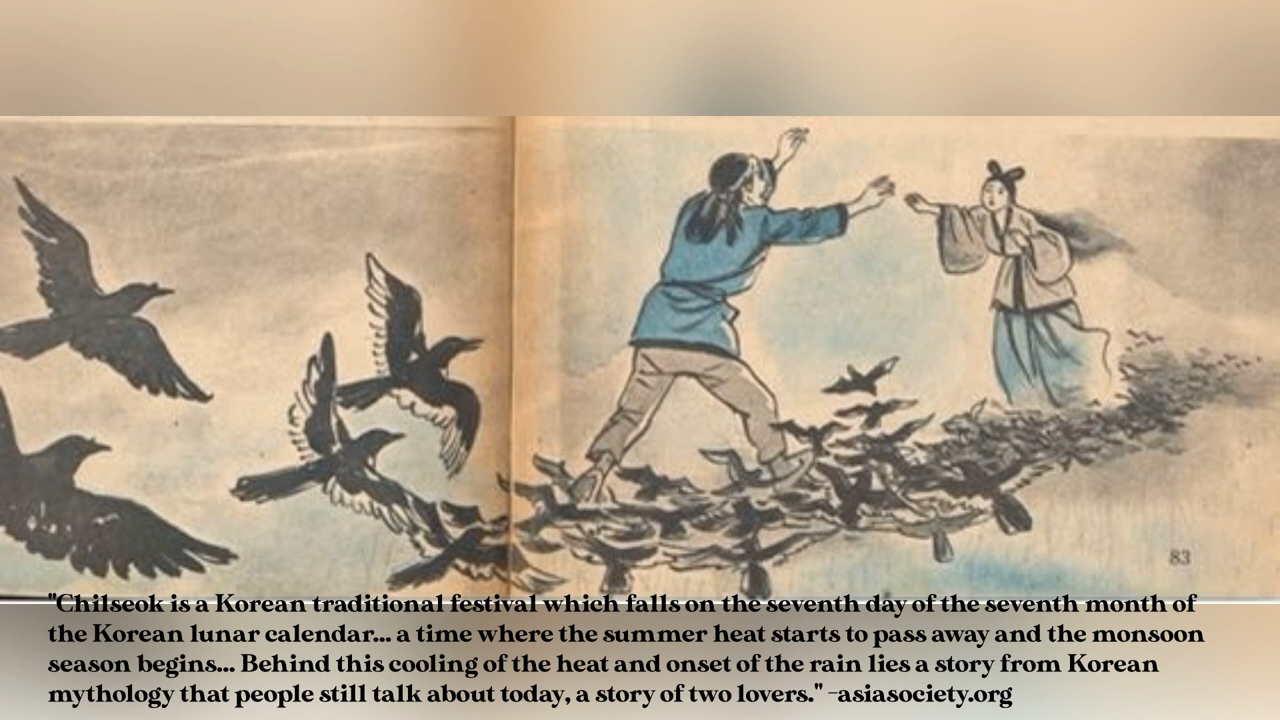 83
"Chilseok is a Korean traditional festival which falls on the seventh day of the seventh month of
the Korean lunar calendar... a time where the summer heat starts to pass away and the monsoon
season begins... Behind this cooling of the heat and onset of the rain lies a story from Korean
mythology that people still talk about today, a story of two lovers." -asiasociety.org